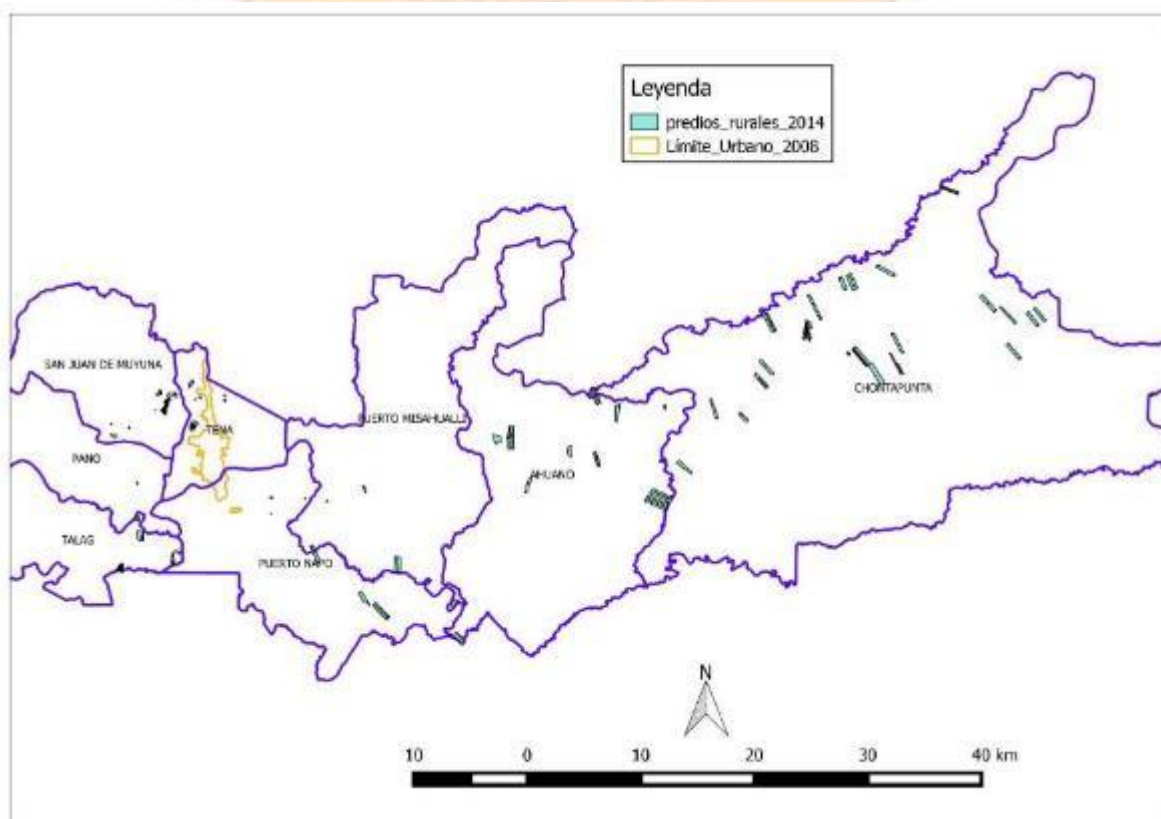 Leyenda
predios_rurales_2014
Límite_Urbano_2008
SAN JUAN DE MUYUNA
PUERTO MISAHUALLI
CHONTAPUNTA
TENA
PANO
AHUANO
TALAG
PUERTO NAPO
N
10 0 10 20 30 40 km